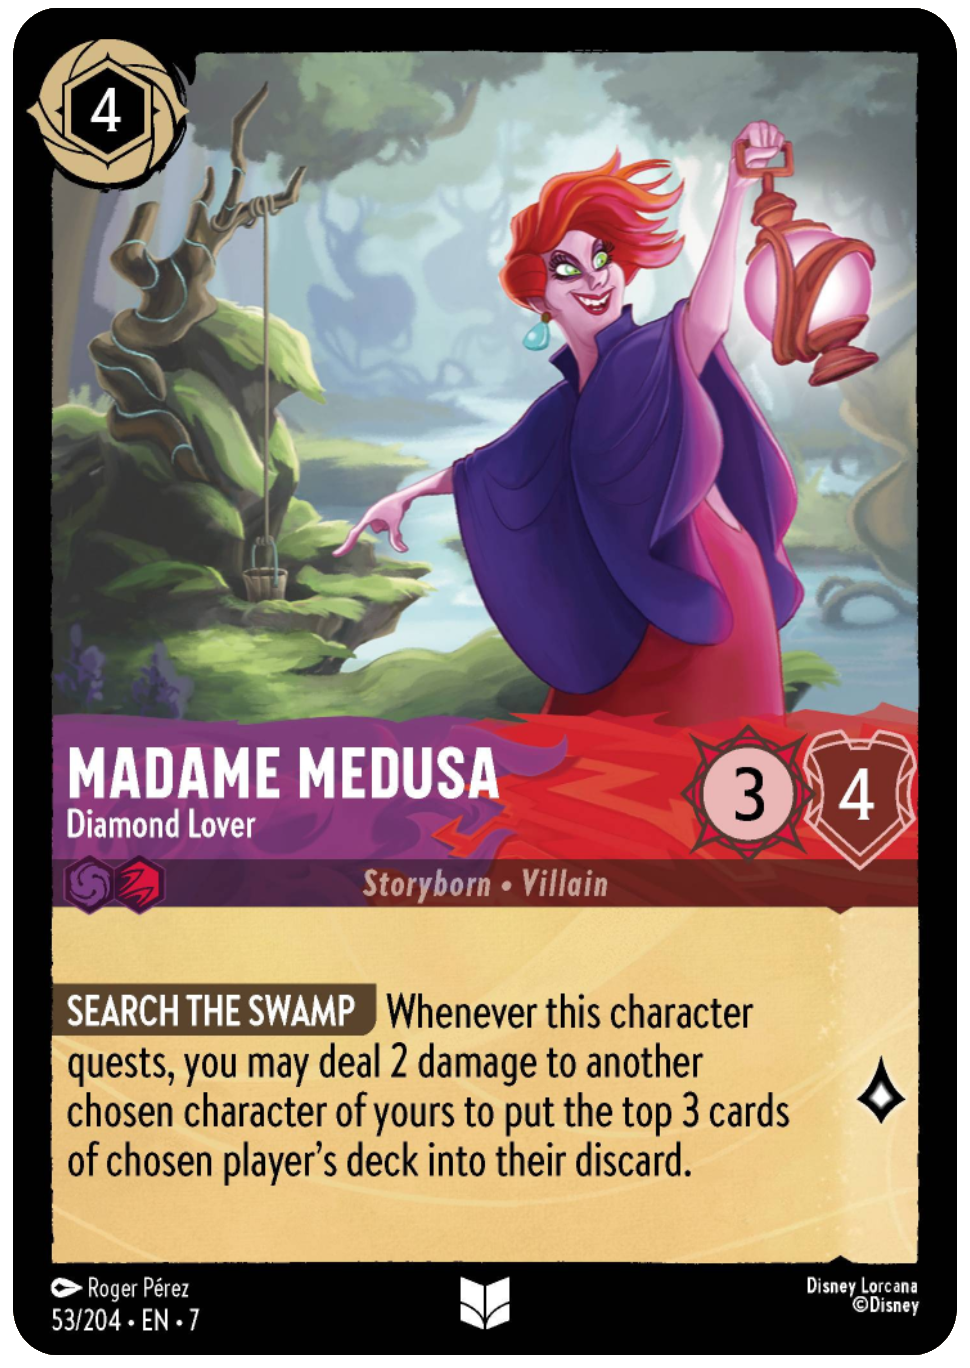 4
MADAME MEDUSA
Diamond Lover
3
4
Storyborn • Villain
SEARCH THE SWAMP Whenever this character
quests, you may deal 2 damage to another
chosen character of yours to put the top 3 cards
of chosen player's deck into their discard.
Roger Pérez
53/204 • EN • 7
Disney Lorcana
©Disney